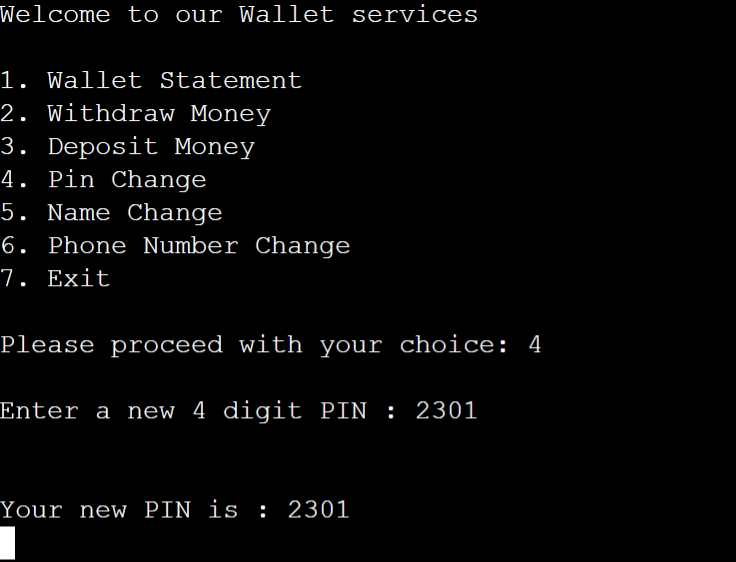 Welcome to our Wallet services
1. Wallet Statement
2. Withdraw Money
3. Deposit Money
4. Pin Change
5. Name Change
6. Phone Number Change
7. Exit
Please proceed with your choice: 4
Enter a new 4 digit PIN : 2301
Your new PIN is : 2301